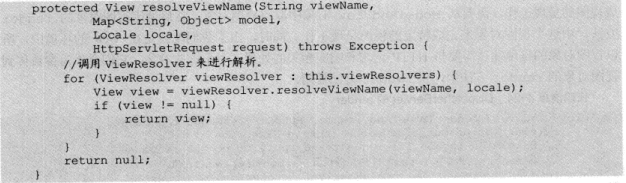 protected View resolveViewName(String viewName,
Map<String, Object> model,
Locale locale,
HttpServletRequest request) throws Exception {
//调用 ViewResolver 来进行解析。
for (ViewResolver viewResolver : this.viewResolvers) {
View view = viewResolver.resolveViewName(viewName, locale);
if (view != null) {
return view;
}
}
return null;
}